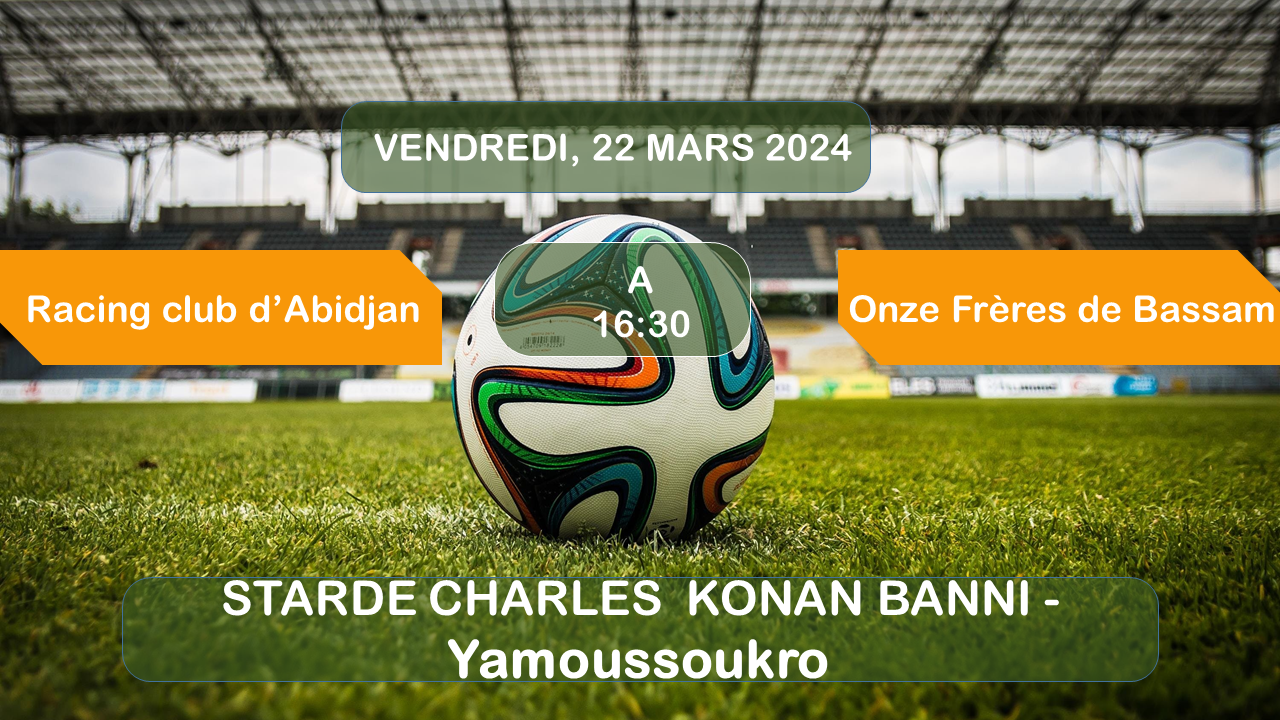 VENDREDI, 22 MARS 2024
A
16:30
Racing club d’Abidjan
Onze Frères de Bassam
STARDE CHARLES  KONAN BANNI -
Yamoussoukro